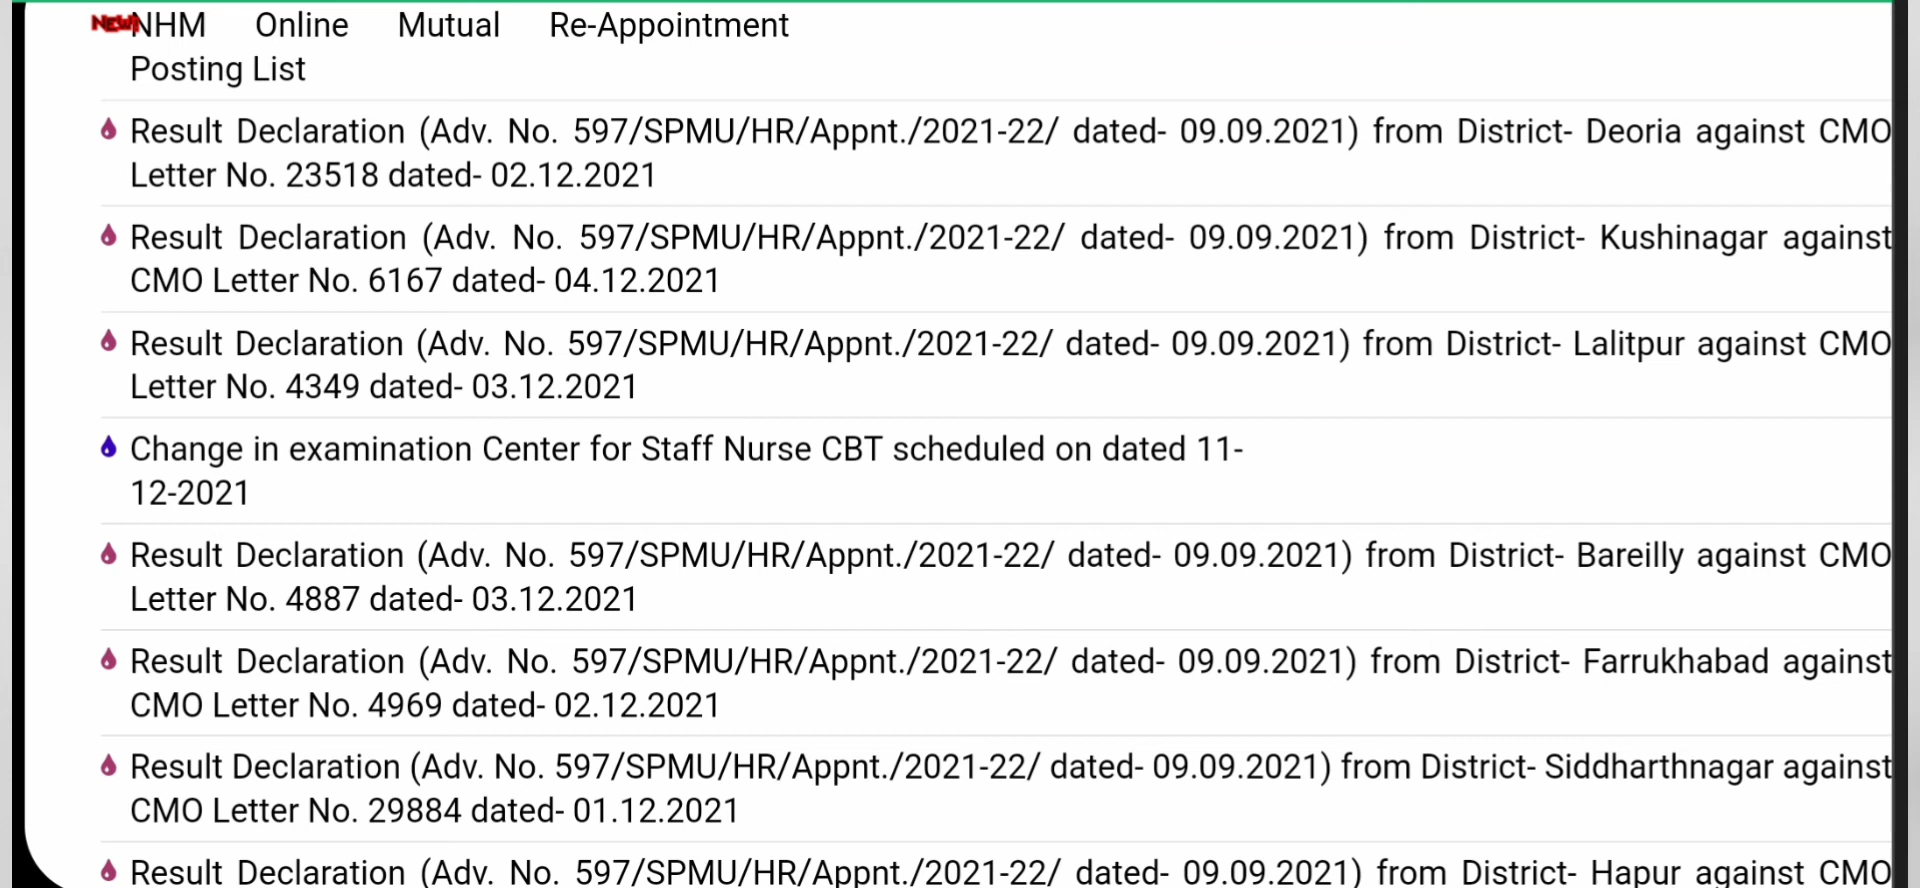 NEW! NHM Online Mutual Re-Appointment
Posting List
Result Declaration (Adv. No. 597/SPMU/HR/Appnt./2021-22/ dated- 09.09.2021) from District- Deoria against CMO
Letter No. 23518 dated- 02.12.2021
Result Declaration (Adv. No. 597/SPMU/HR/Appnt./2021-22/ dated- 09.09.2021) from District- Kushinagar against
CMO Letter No. 6167 dated- 04.12.2021
Result Declaration (Adv. No. 597/SPMU/HR/Appnt./2021-22/ dated- 09.09.2021) from District- Lalitpur against CMO
Letter No. 4349 dated- 03.12.2021
Change in examination Center for Staff Nurse CBT scheduled on dated 11-
12-2021
Result Declaration (Adv. No. 597/SPMU/HR/Appnt./2021-22/ dated- 09.09.2021) from District- Bareilly against CMO
Letter No. 4887 dated- 03.12.2021
Result Declaration (Adv. No. 597/SPMU/HR/Appnt./2021-22/ dated- 09.09.2021) from District- Farrukhabad against
CMO Letter No. 4969 dated- 02.12.2021
Result Declaration (Adv. No. 597/SPMU/HR/Appnt./2021-22/ dated- 09.09.2021) from District- Siddharthnagar against
CMO Letter No. 29884 dated- 01.12.2021
Result Declaration (Adv. No. 597/SPMU/HR/Appnt./2021-22/ dated- 09.09.2021) from District- Hapur against CMO